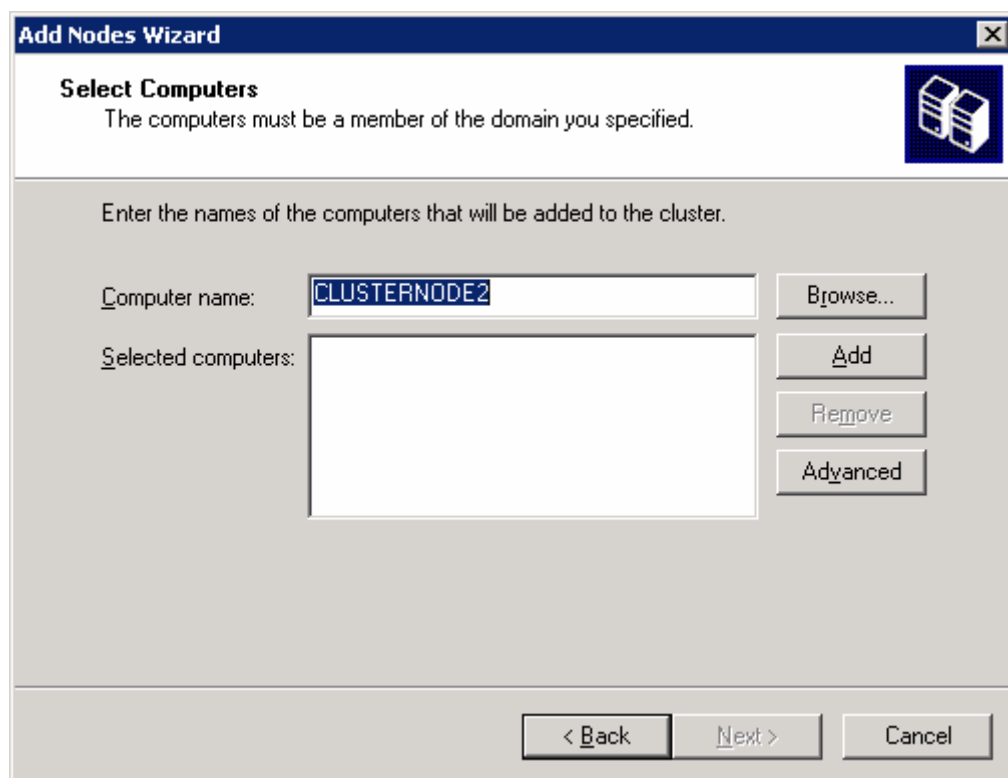 Add Nodes Wizard
Select Computers
The computers must be a member of the domain you specified.
Enter the names of the computers that will be added to the cluster.
Computer name: CLUSTERNODE2 Browse...
Selected computers: Add
Remove
Advanced
< Back Next > Cancel